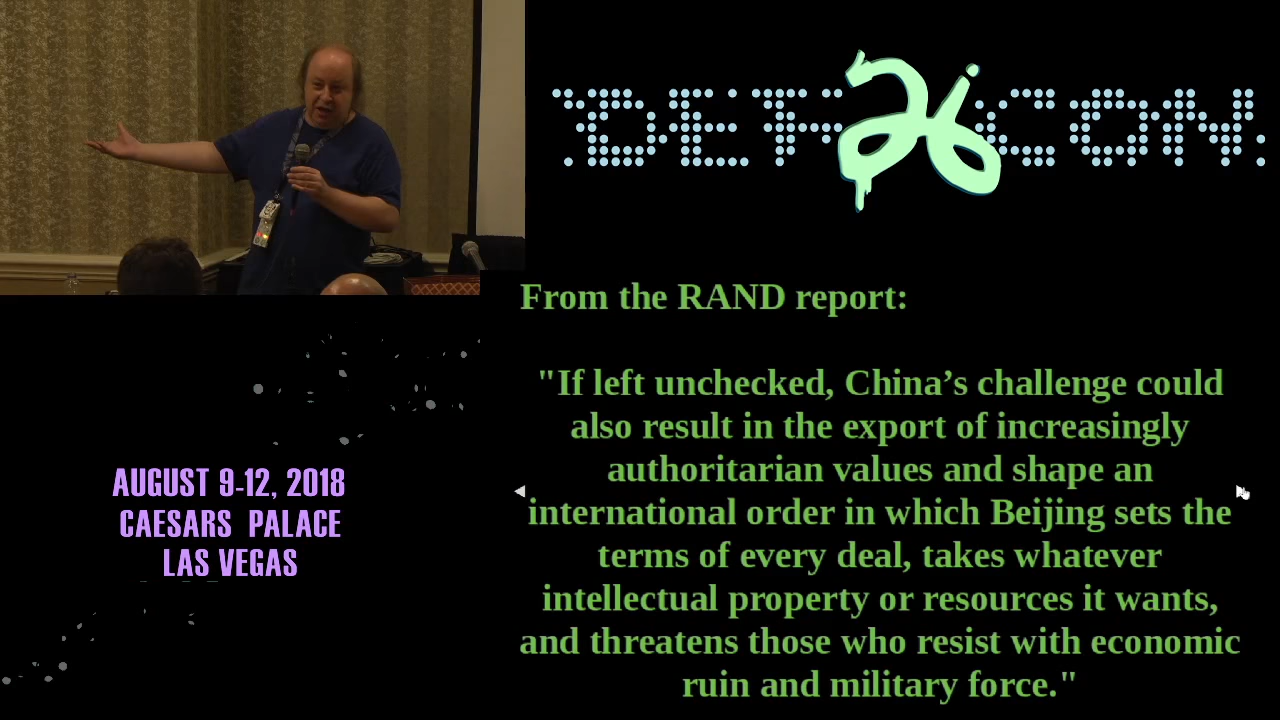 DEF 26 CON
From the RAND report:
"If left unchecked, China’s challenge could
also result in the export of increasingly
authoritarian values and shape an
international order in which Beijing sets the
terms of every deal, takes whatever
intellectual property or resources it wants,
and threatens those who resist with economic
ruin and military force."
AUGUST 9-12, 2018
CAESARS PALACE
LAS VEGAS